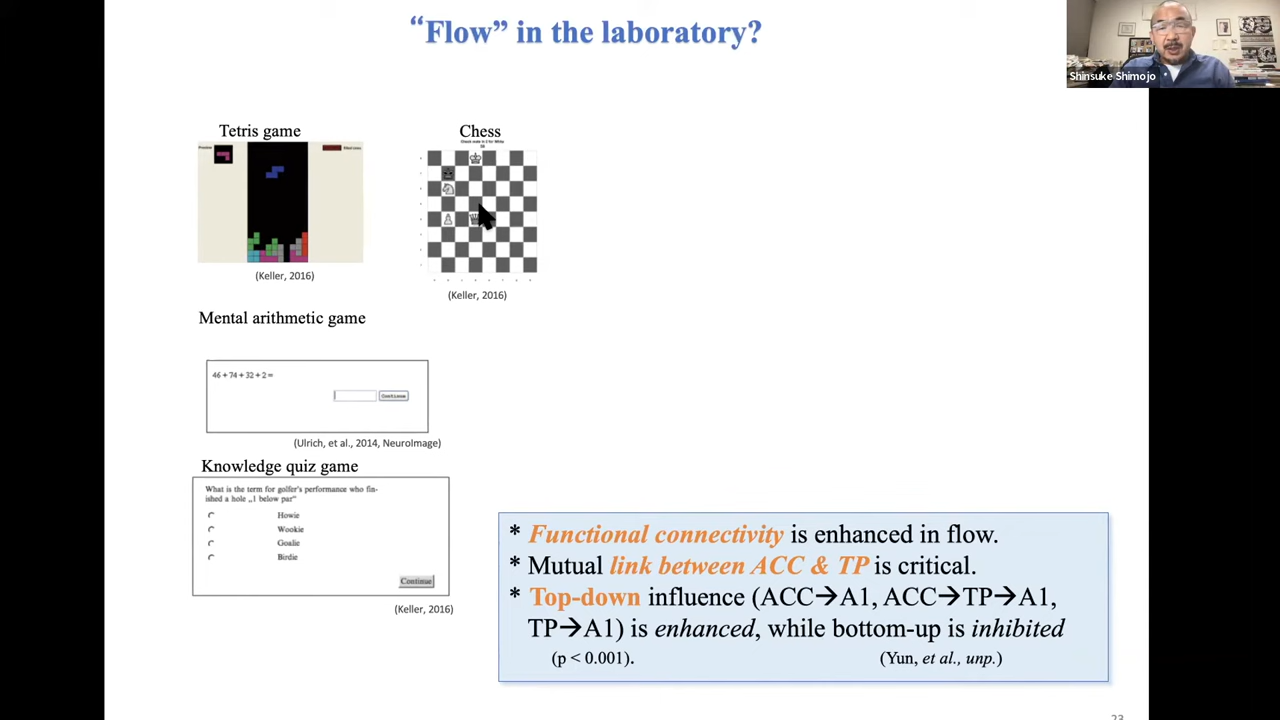 “Flow” in the laboratory?
Shinsuke Shimojo
Tetris game
Chess
(Keller, 2016)
(Keller, 2016)
Mental arithmetic game
46 + 74 + 32 + 2 =
Continue
(Ulrich, et al., 2014, NeuroImage)
Knowledge quiz game
What is the term for golfer's performance who fin-
ished a hole „1 below par“
Howie
Wookie
Goalie
Birdie
Continue
(Keller, 2016)
* Functional connectivity is enhanced in flow.
* Mutual link between ACC & TP is critical.
* Top-down influence (ACC→A1, ACC→TP→A1,
TP→A1) is enhanced, while bottom-up is inhibited
(p < 0.001).
(Yun, et al., unp.)
23